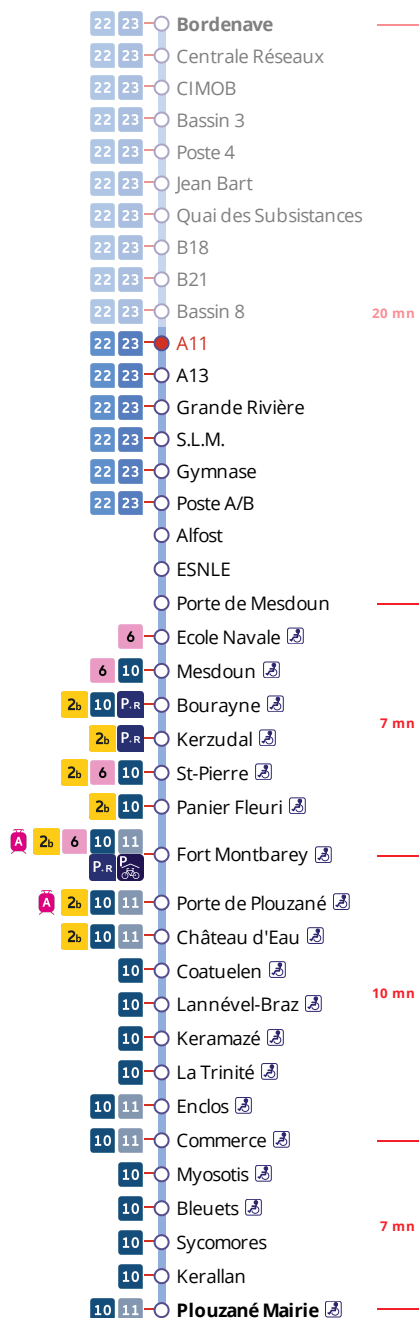 22 23 Bordenave
22 23 Centrale Réseaux
22 23 CIMOB
22 23 Bassin 3
22 23 Poste 4
22 23 Jean Bart
22 23 Quai des Subsistances
22 23 B18
22 23 B21
22 23 Bassin 8 20 mn
22 23 A11
22 23 A13
22 23 Grande Rivière
22 23 S.L.M.
22 23 Gymnase
22 23 Poste A/B
Alfost
ESNLE
Porte de Mesdoun
6 Ecole Navale
6 10 Mesdoun
2b 10 P.R Bourayne
2b P.R Kerzudal 7 mn
2b 6 10 St-Pierre
2b 10 Panier Fleuri
A 2b 6 10 11
P.R P Fort Montbarey
A 2b 10 11 Porte de Plouzané
2b 10 11 Château d'Eau
10 Coatuelen
10 Lannével-Braz 10 mn
10 Keramazé
10 La Trinité
10 11 Enclos
10 11 Commerce
10 Myosotis
10 Bleuets 7 mn
10 Sycomores
10 Kerallan
10 11 Plouzané Mairie